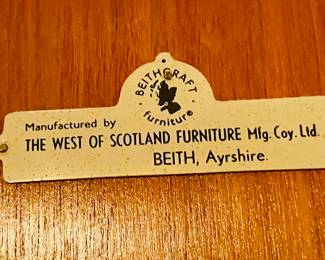 BEITHCRAFT
furniture
Manufactured by
THE WEST OF SCOTLAND FURNITURE Mfg. Coy. Ltd.
BEITH, Ayrshire.